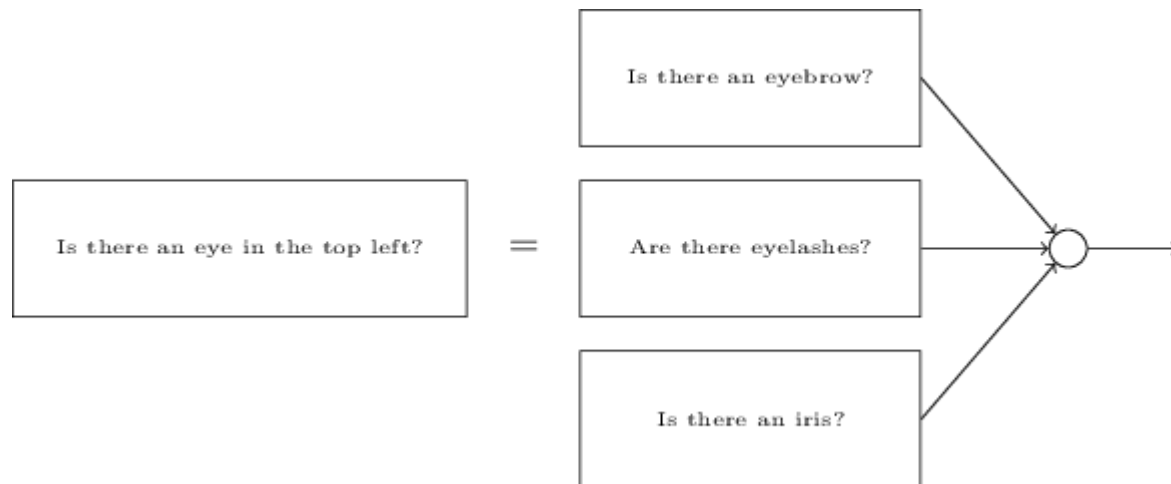 Is there an eyebrow?
Is there an eye in the top left?
=
Are there eyelashes?
Is there an iris?